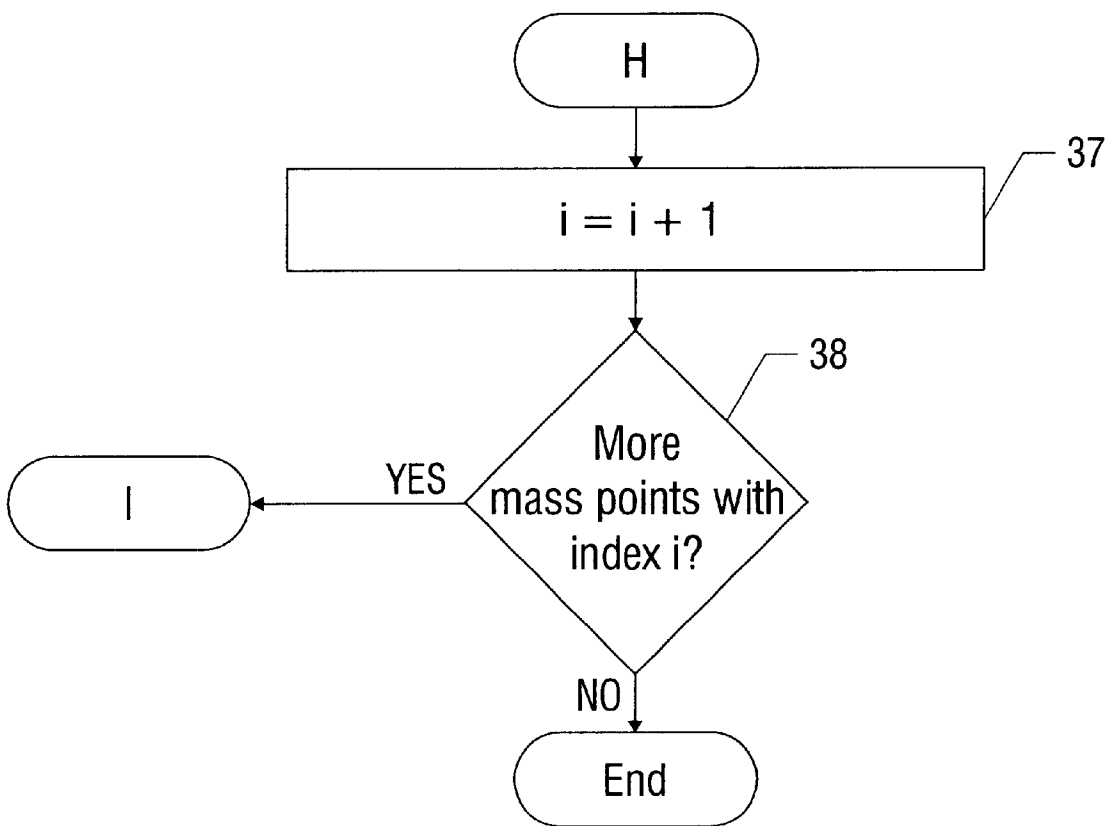 H
37
i = i + 1
38
More
mass points with
index i?
YES
I
NO
End